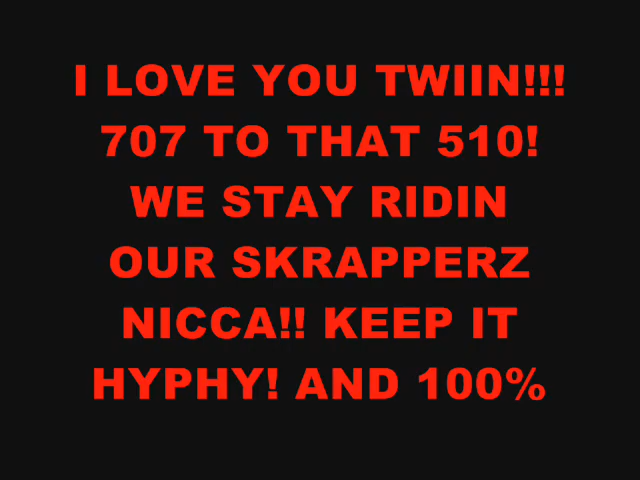 I LOVE YOU TWIIN!!!
707 TO THAT 510!
WE STAY RIDIN
OUR SKRAPPERZ
NICCA!! KEEP IT
HYPHY! AND 100%